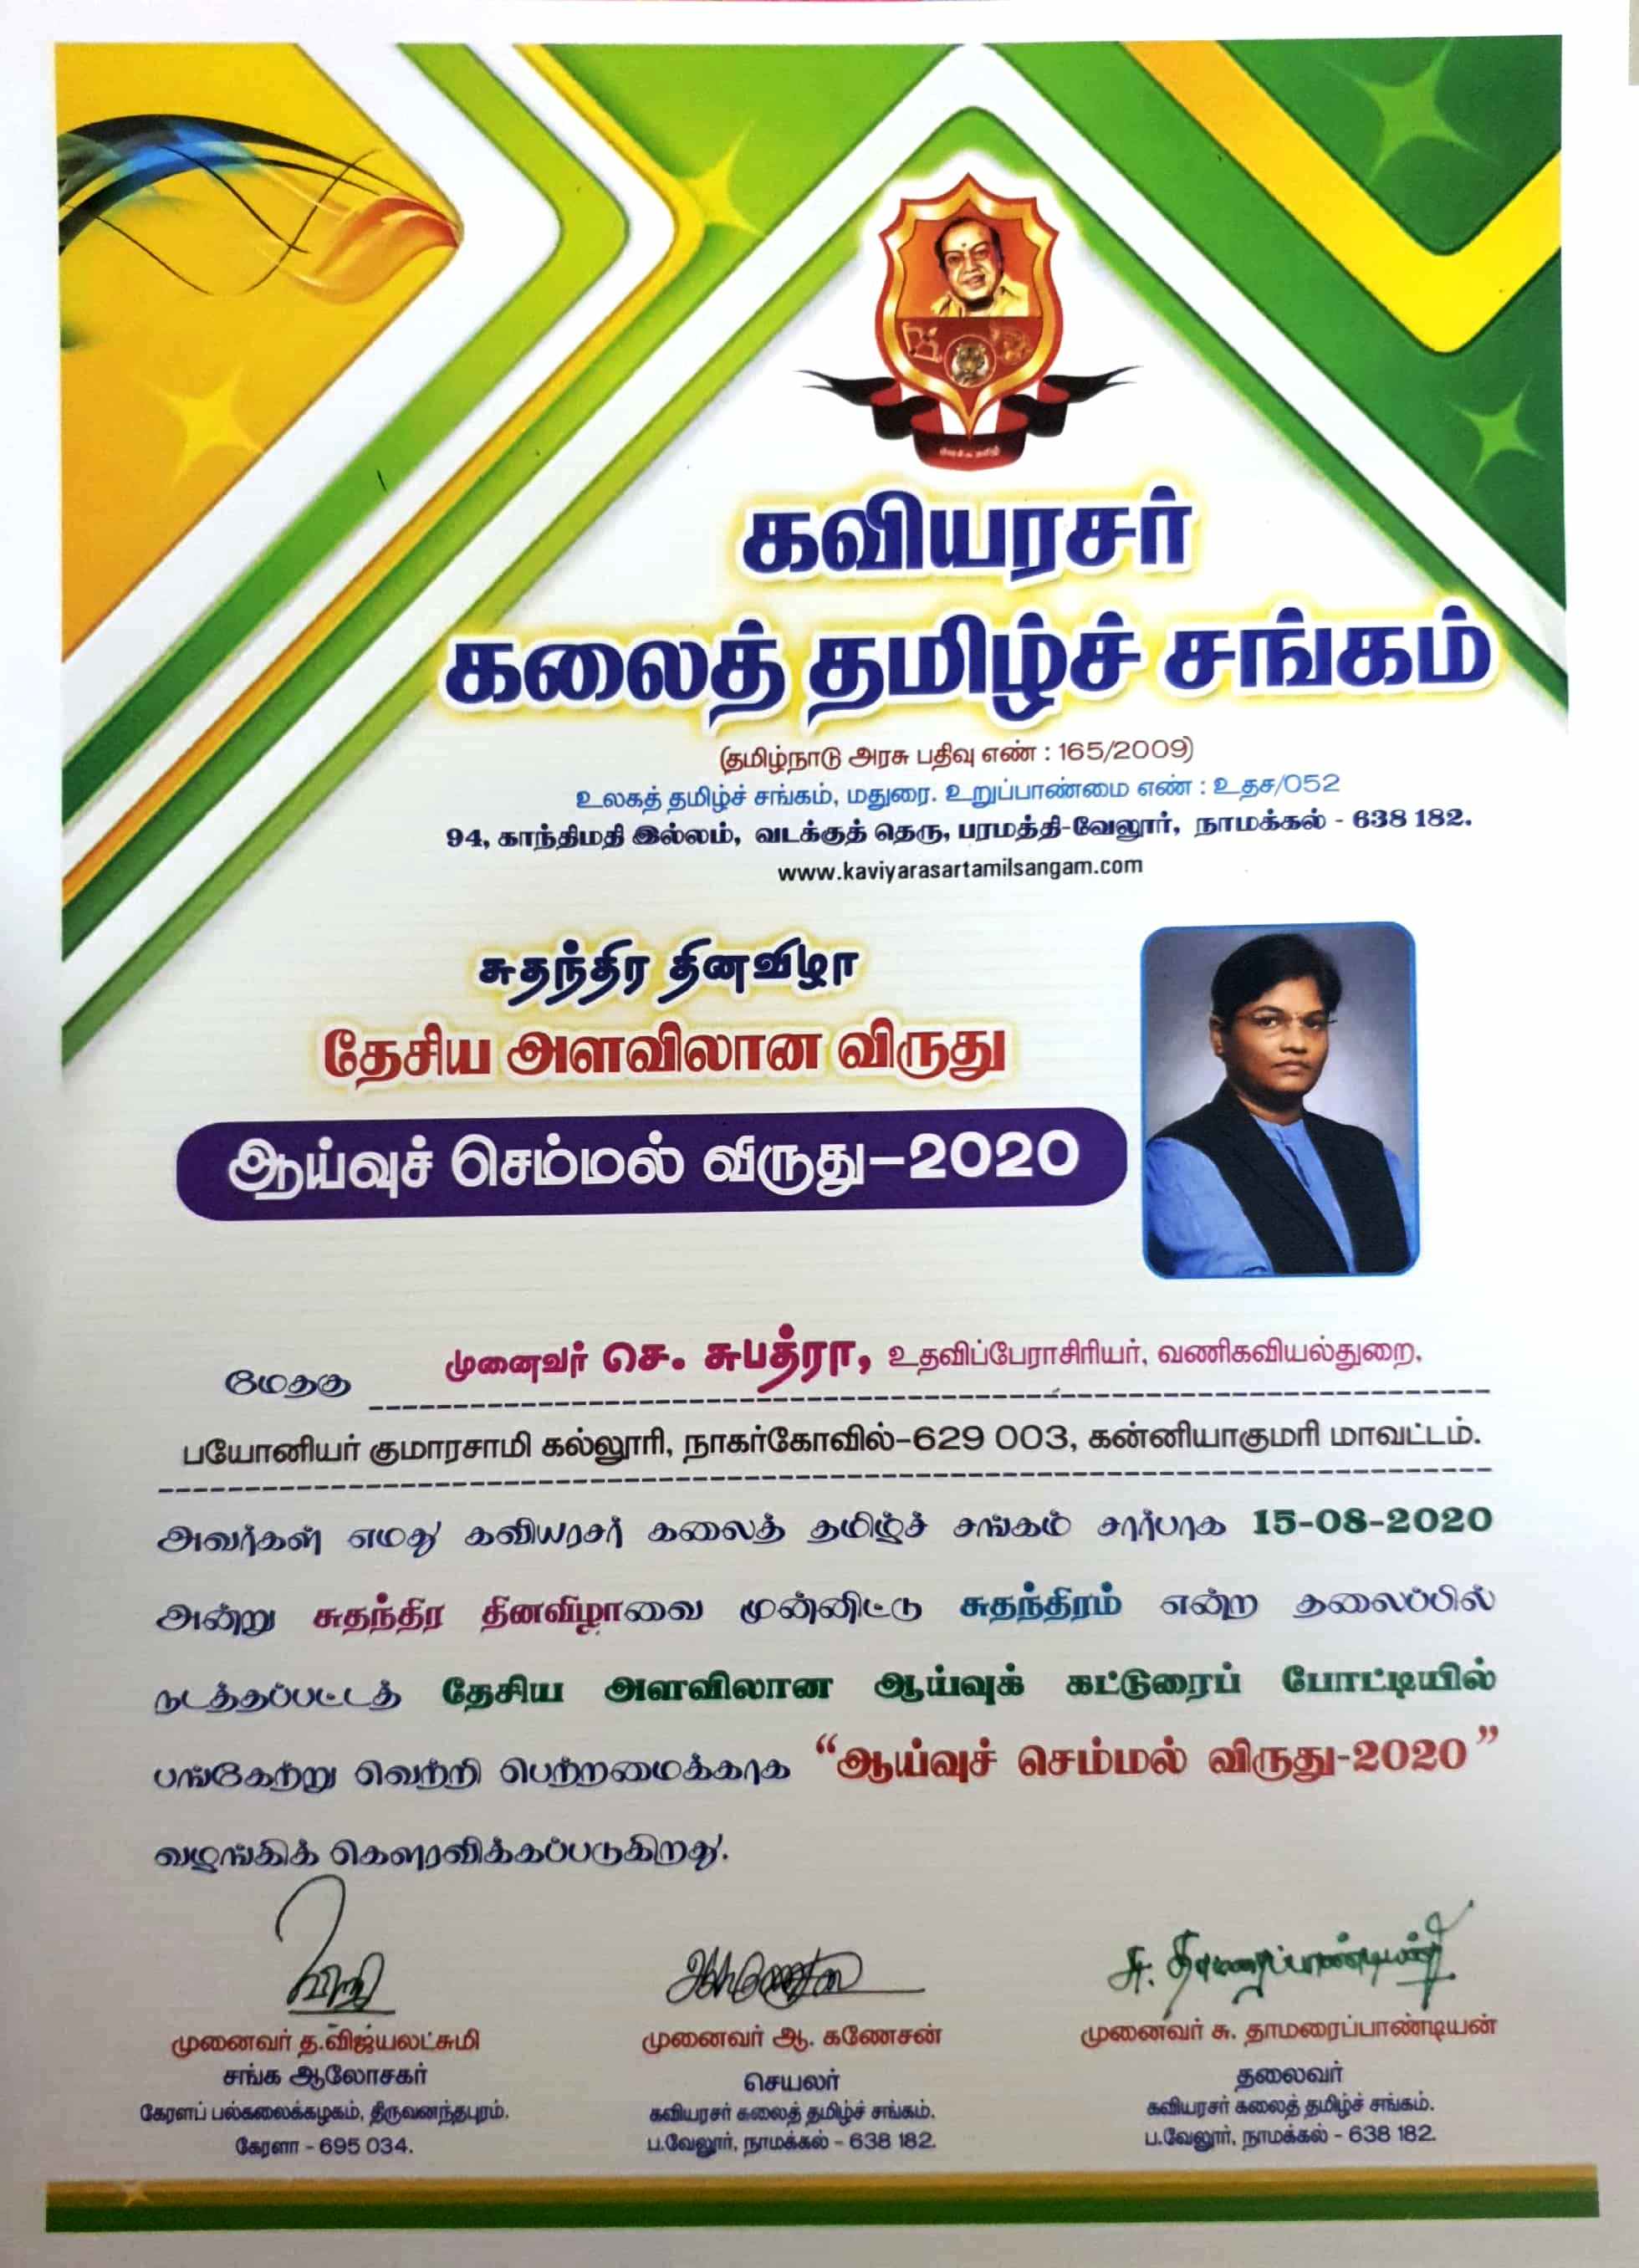 கவியரசர்
கலைத் தமிழ்ச் சங்கம்
(தமிழ்நாடு அரசு பதிவு எண் : 165/2009)
உலகத் தமிழ்ச் சங்கம், மதுரை. உறுப்பாண்மை எண் : உதச/052
94, காந்திமதி இல்லம், வடக்குத் தெரு, பரமத்தி-வேலூர், நாமக்கல் - 638 182.
www.kaviyarasartamilsangam.com
சுதந்திர தினவிழா
தேசிய அளவிலான விருது
ஆய்வுச் செம்மல் விருது-2020
மேதகு முனைவர் செ. சுபத்ரா, உதவிப்பேராசிரியர், வணிகவியல்துறை,
பயோனியர் குமாரசாமி கல்லூரி, நாகர்கோவில்-629 003, கன்னியாகுமரி மாவட்டம்.
அவர்கள் எமது கவியரசர் கலைத் தமிழ்ச் சங்கம் சார்பாக 15-08-2020
அன்று சுதந்திர தினவிழாவை முன்னிட்டு சுதந்திரம் என்ற தலைப்பில்
நடத்தப்பட்டத் தேசிய அளவிலான ஆய்வுக் கட்டுரைப் போட்டியில்
பங்கேற்று வெற்றி பெற்றமைக்காக “ஆய்வுச் செம்மல் விருது-2020”
வழங்கிக் கௌரவிக்கப்படுகிறது.
சு. தாமரைப்பாண்டியன்
முனைவர் த.விஜயலட்சுமி முனைவர் ஆ. கணேசன் முனைவர் சு. தாமரைப்பாண்டியன்
சங்க ஆலோசகர் செயலர் தலைவர்
கேரளப் பல்கலைக்கழகம், திருவனந்தபுரம். கவியரசர் கலைத் தமிழ்ச் சங்கம். கவியரசர் கலைத் தமிழ்ச் சங்கம்.
கேரளா - 695 034. ப.வேலூர், நாமக்கல் - 638 182. ப.வேலூர், நாமக்கல் - 638 182.